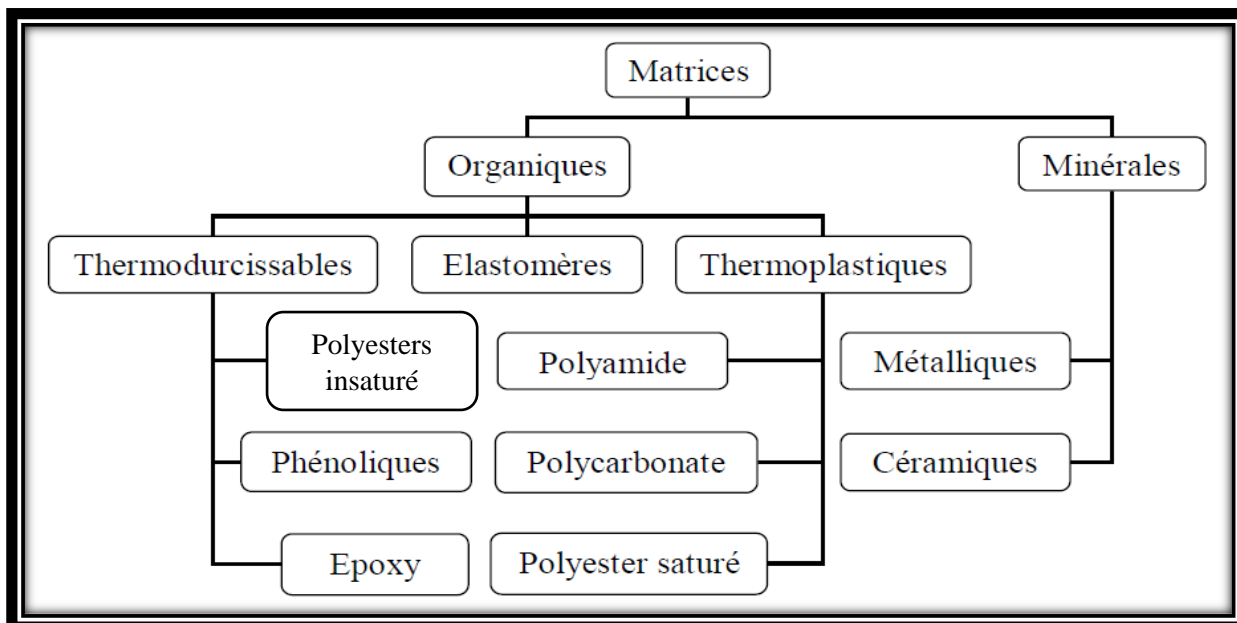 Matrices
Organiques
Minérales
Thermodurcissables
Elastomères
Thermoplastiques
Polyesters
insaturé
Polyamide
Métalliques
Phénoliques
Polycarbonate
Céramiques
Epoxy
Polyester saturé